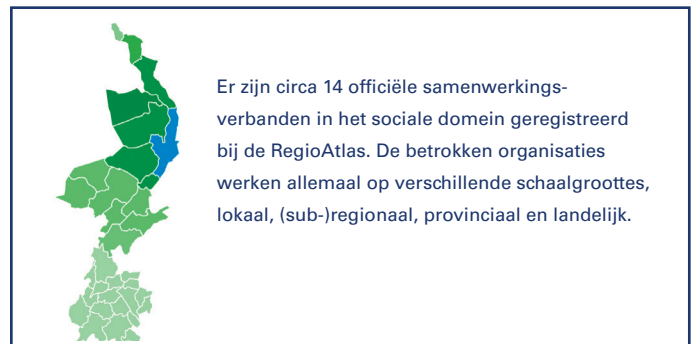 Er zijn circa 14 officiële samenwerkings-
verbanden in het sociale domein geregistreerd
bij de RegioAtlas. De betrokken organisaties
werken allemaal op verschillende schaalgroottes,
lokaal, (sub-)regionaal, provinciaal en landelijk.